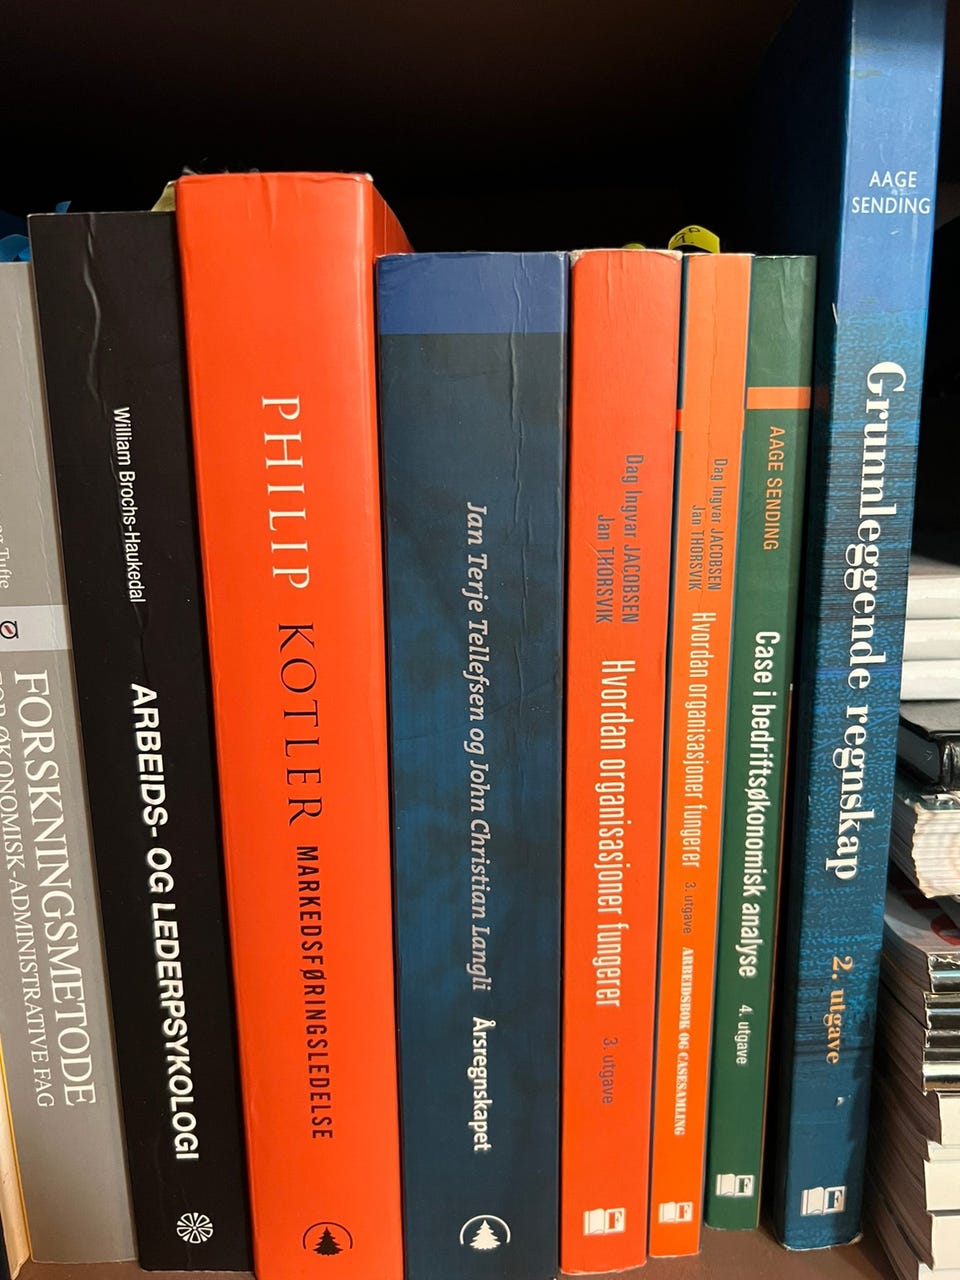 og Tufte
FORSKNINGSMETODE
FOR ØKONOMISK-ADMINISTRATIVE FAG
William Brochs-Haukedal
ARBEIDS- OG LEDERPSYKOLOGI
PHILIP KOTLER MARKEDSFØRINGSLEDELSE
Jan Terje Tellefsen og John Christian Langli Årsregnskapet
Dag Ingvar JACOBSEN
Jan THORSVIK
Hvordan organisasjoner fungerer 3. utgave
Dag Ingvar JACOBSEN
Jan THORSVIK
Hvordan organisasjoner fungerer 3. utgave ARBEIDSBOK OG CASESAMLING
AAGE SENDING
Case i bedriftsøkonomisk analyse 4. utgave
AAGE
SENDING
Grunnleggende regnskap 2. utgave